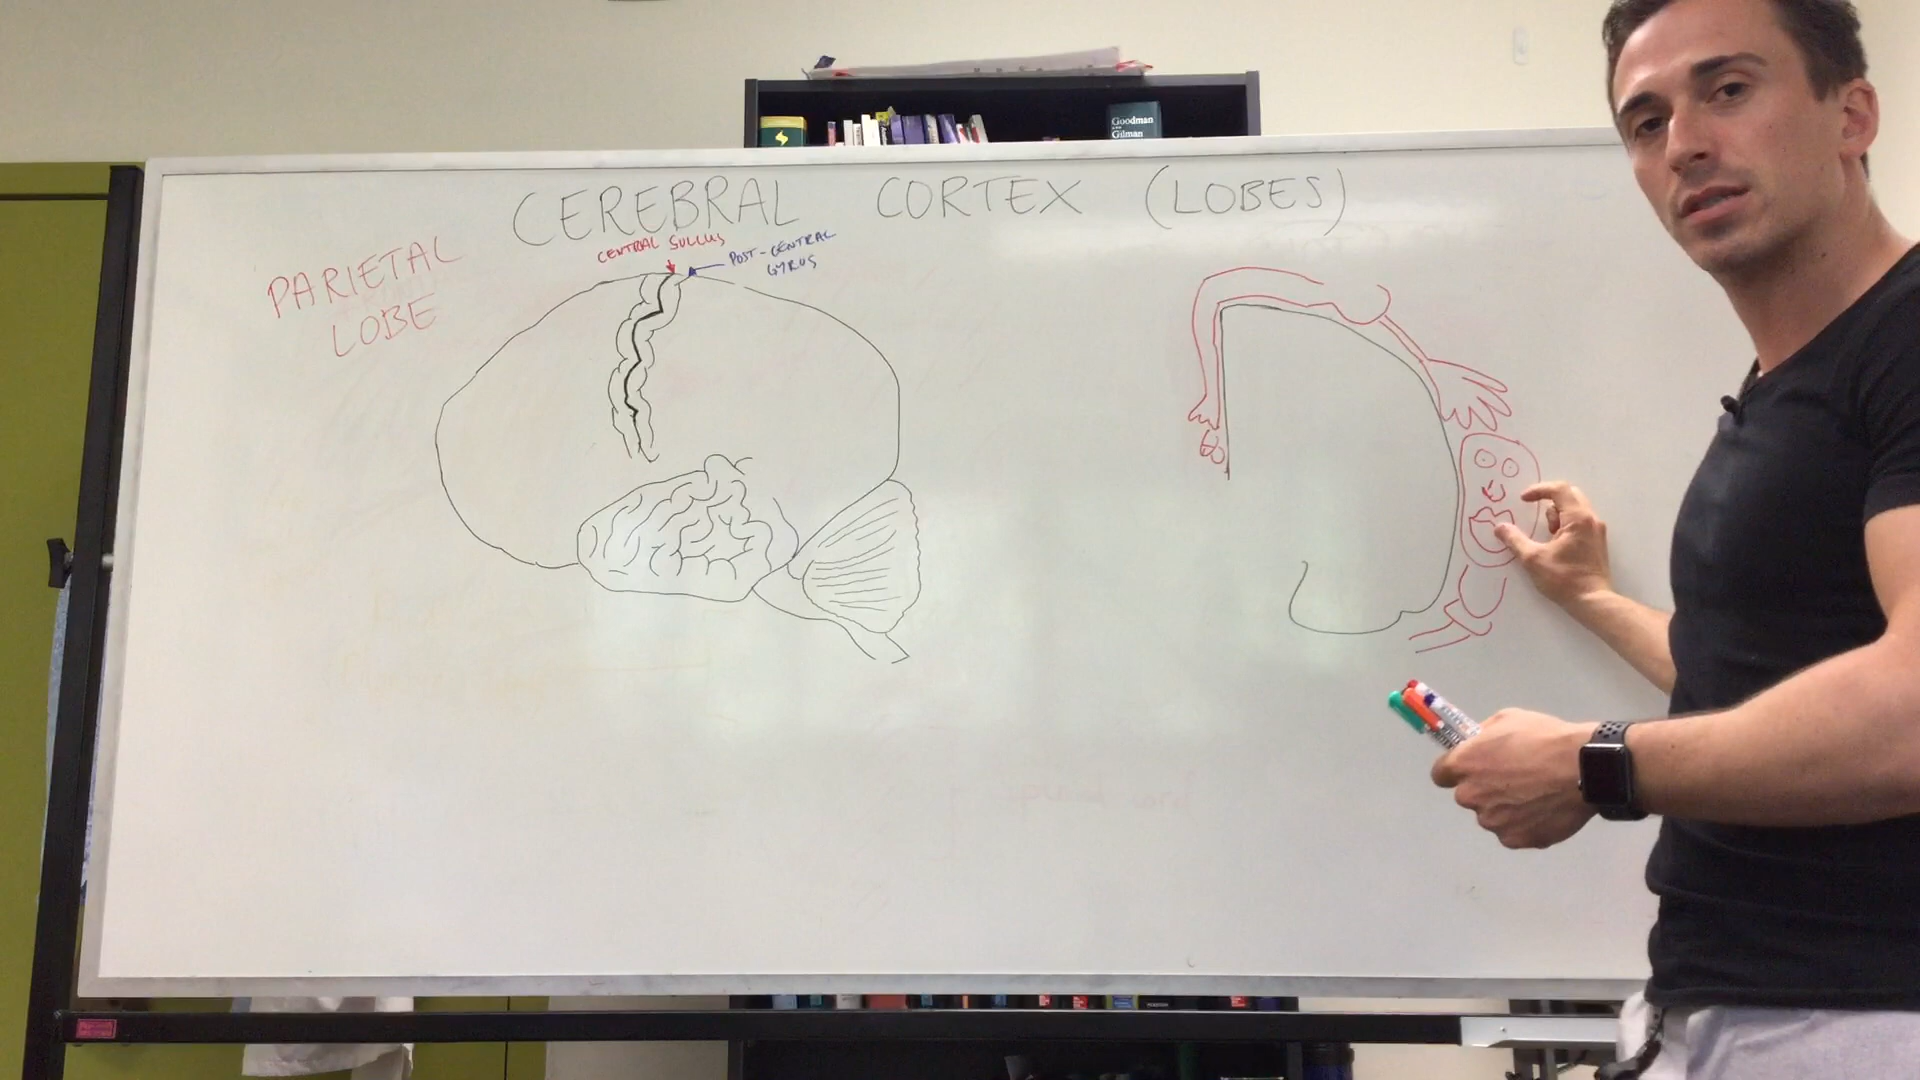 Goodman
Gilman
CEREBRAL CORTEX (LOBES)
PARIETAL
LOBE
CENTRAL SULCUS
POST-CENTRAL
GYRUS